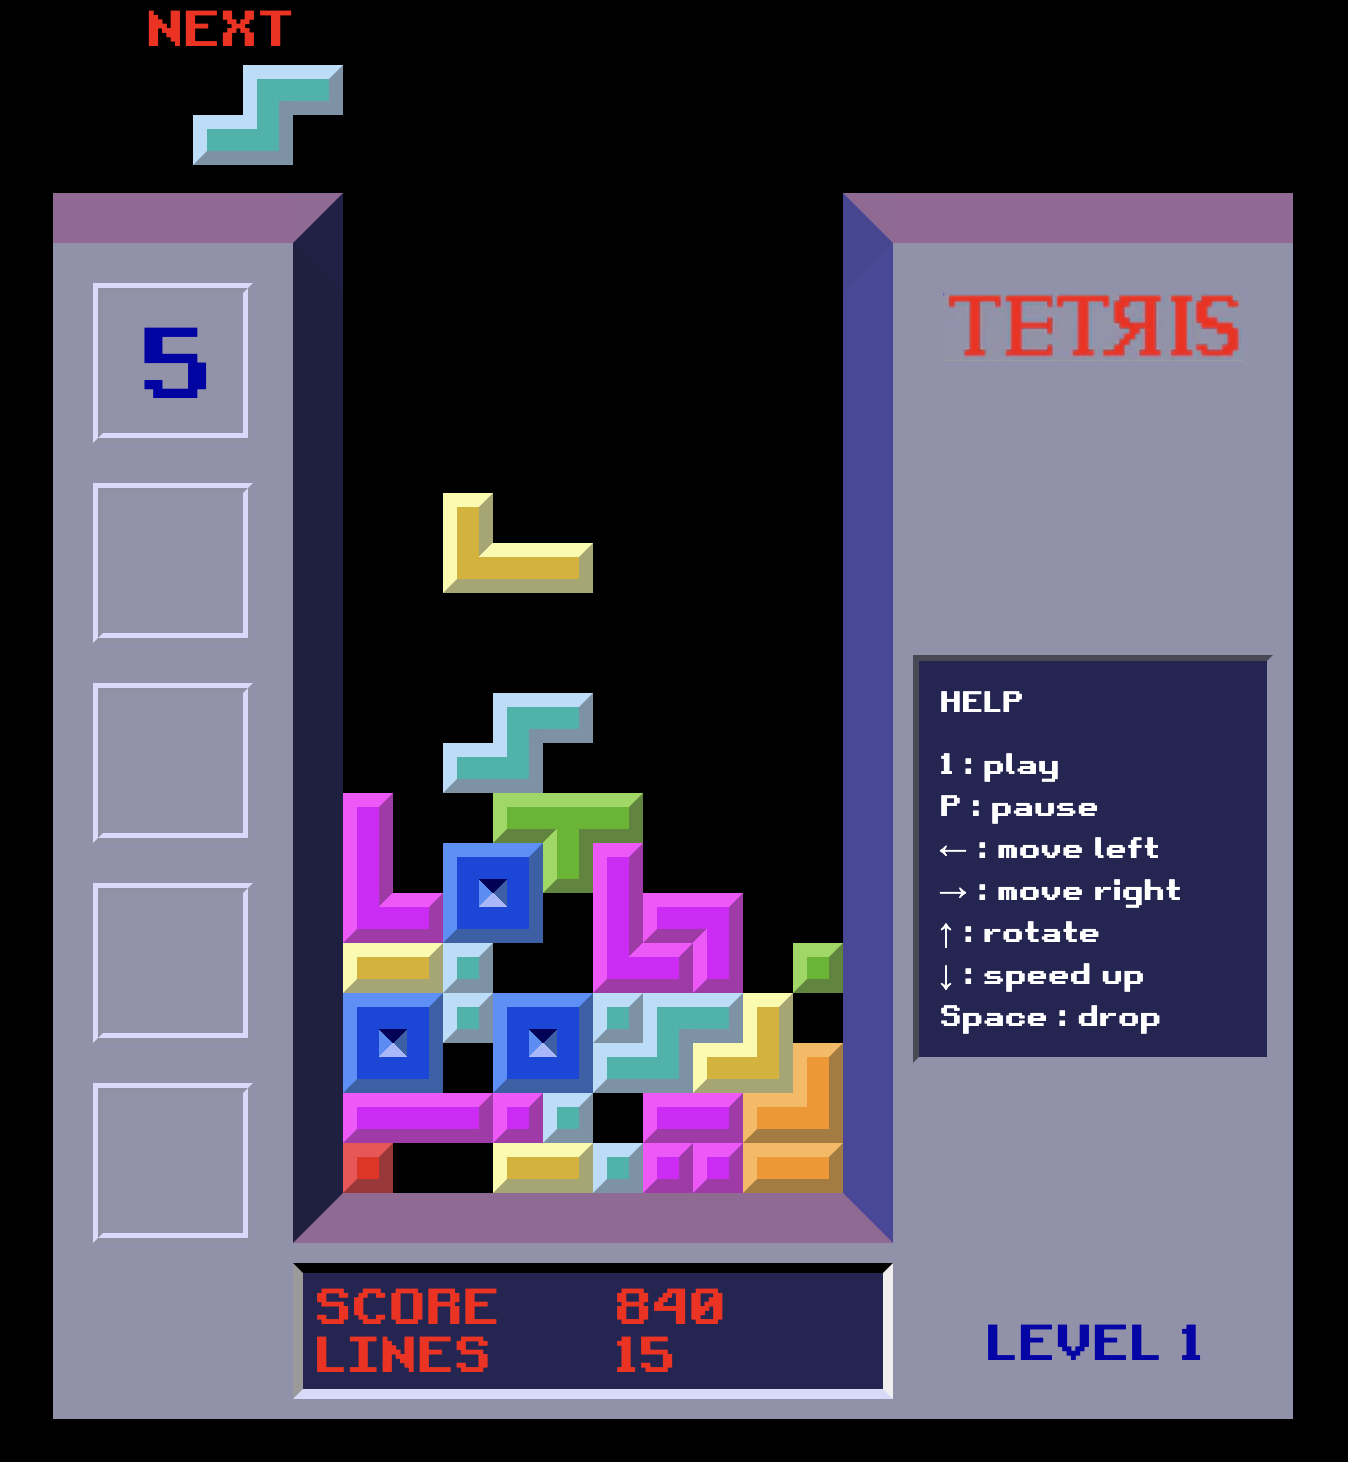 NEXT
5
TETЯIS
HELP
1 : play
P : pause
← : move left
→ : move right
↑ : rotate
↓ : speed up
Space : drop
SCORE 840
LINES 15
LEVEL 1